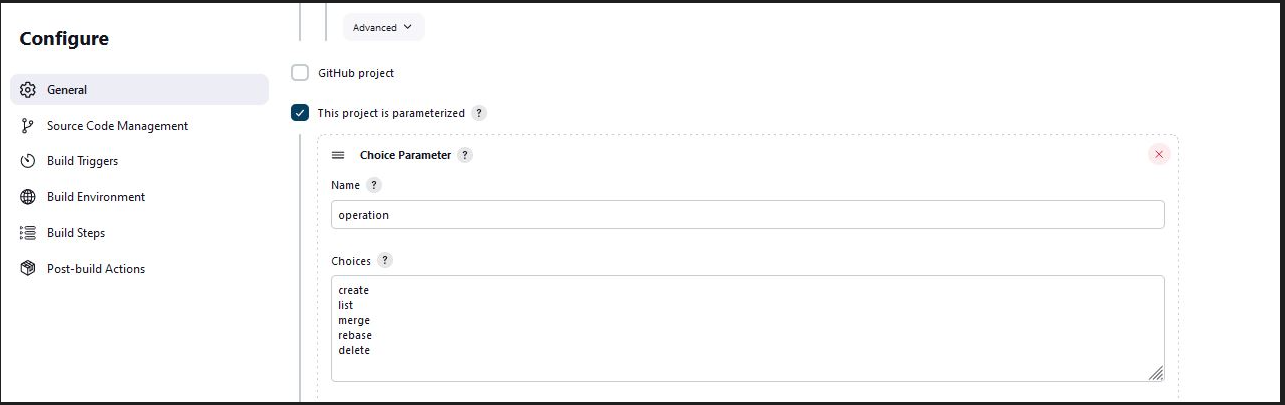 Configure
General
Source Code Management
Build Triggers
Build Environment
Build Steps
Post-build Actions
Advanced
GitHub project
This project is parameterized ?
Choice Parameter ?
Name ?
operation
Choices ?
create
list
merge
rebase
delete